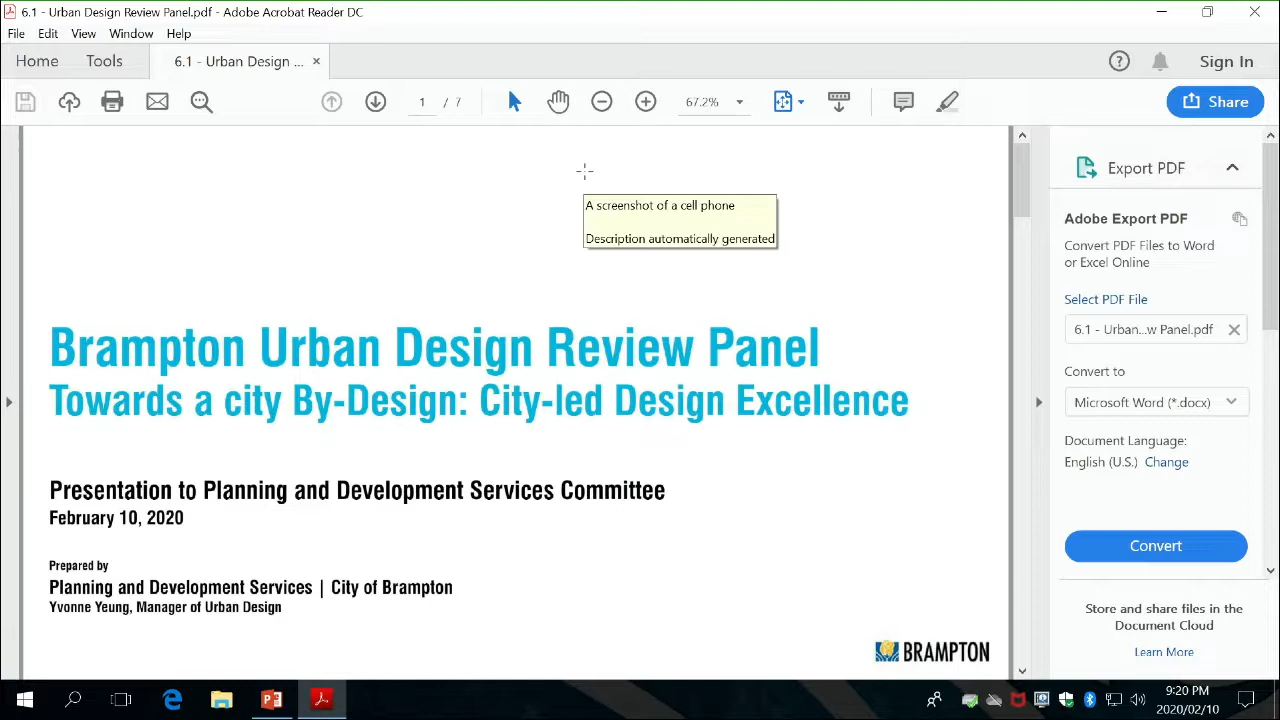 6.1 - Urban Design Review Panel.pdf - Adobe Acrobat Reader DC
File Edit View Window Help
Home Tools 6.1 - Urban Design ... Sign In
1 / 7 67.2% Share
A screenshot of a cell phone
Description automatically generated
Brampton Urban Design Review Panel
Towards a city By-Design: City-led Design Excellence
Presentation to Planning and Development Services Committee
February 10, 2020
Prepared by
Planning and Development Services | City of Brampton
Yvonne Yeung, Manager of Urban Design
BRAMPTON
Export PDF
Adobe Export PDF
Convert PDF Files to Word
or Excel Online
Select PDF File
6.1 - Urban...w Panel.pdf
Convert to
Microsoft Word (*.docx)
Document Language:
English (U.S.) Change
Convert
Store and share files in the
Document Cloud
Learn More
9:20 PM
2020/02/10